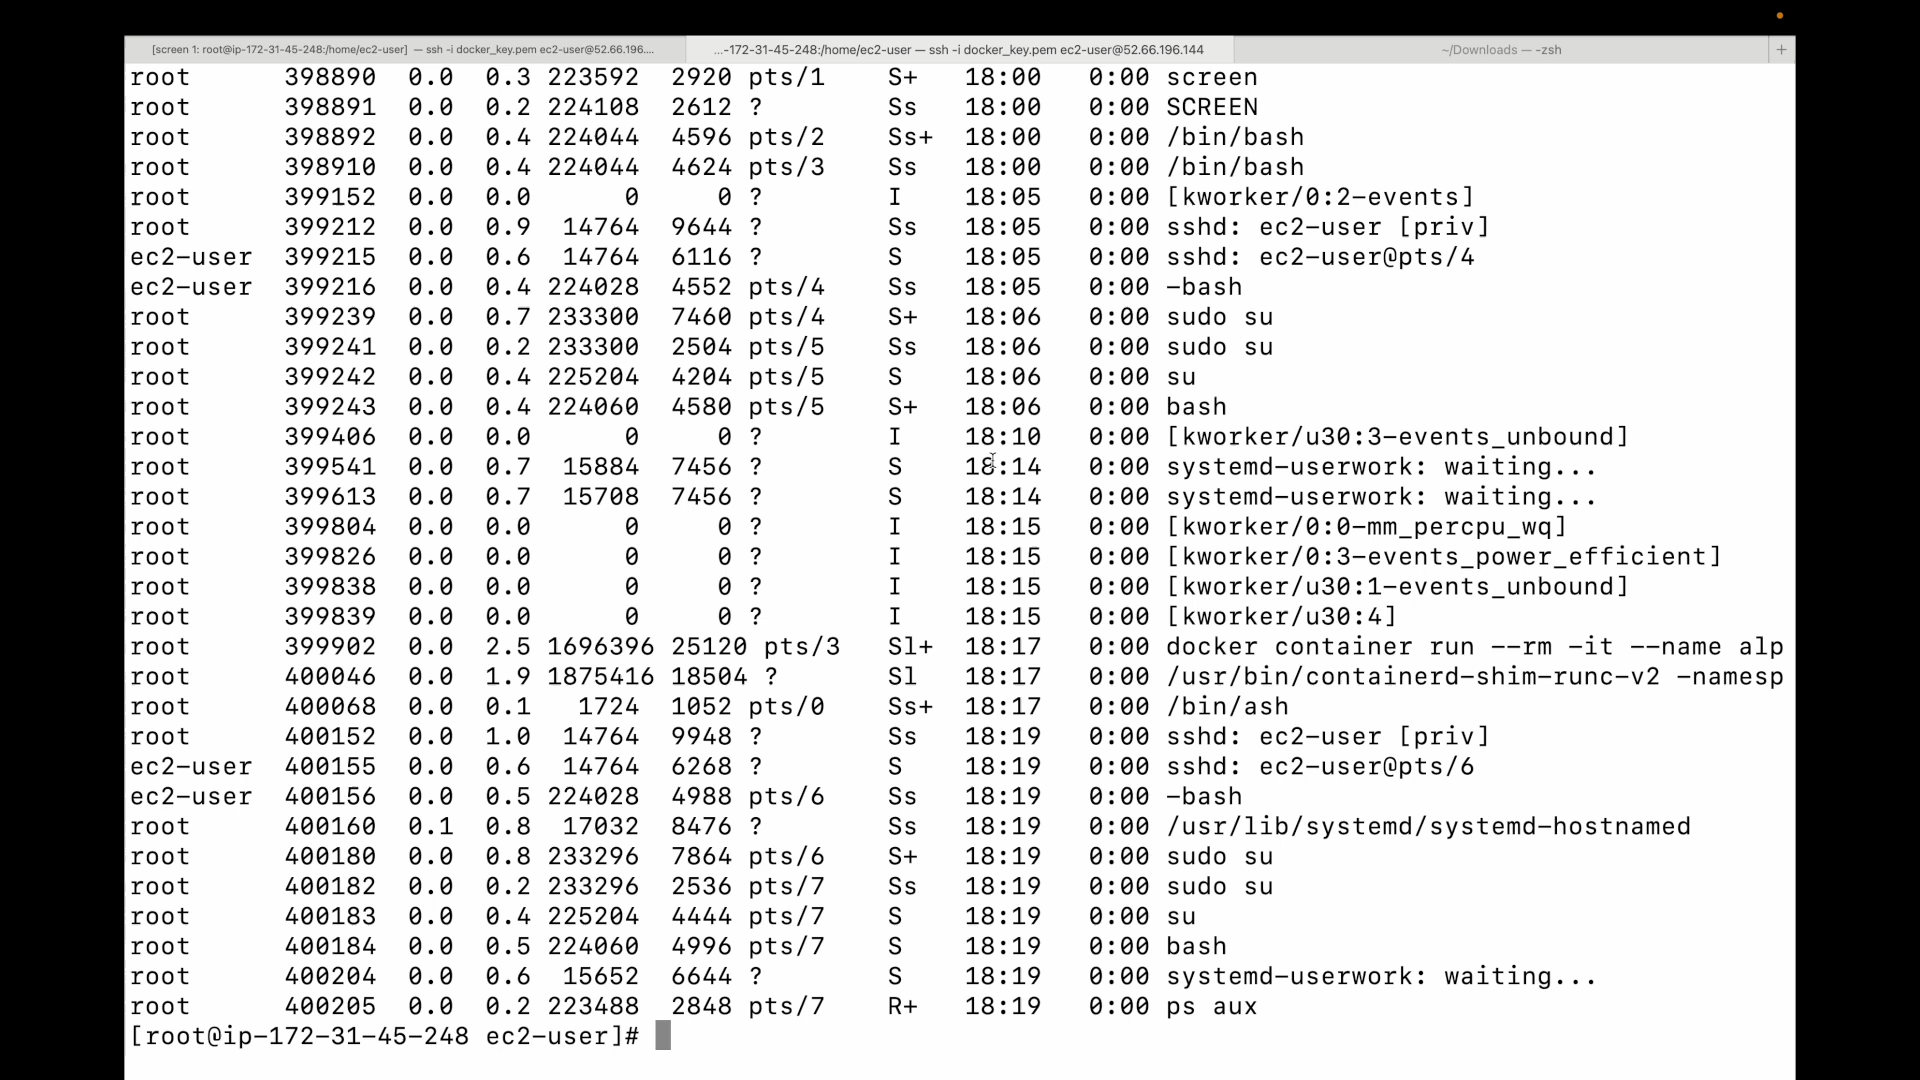 [screen 1: root@ip-172-31-45-248:/home/ec2-user] — ssh -i docker_key.pem ec2-user@52.66.196....
...-172-31-45-248:/home/ec2-user — ssh -i docker_key.pem ec2-user@52.66.196.144
~/Downloads — -zsh
+
root 398890 0.0 0.3 223592 2920 pts/1 S+ 18:00 0:00 screen
root 398891 0.0 0.2 224108 2612 ? Ss 18:00 0:00 SCREEN
root 398892 0.0 0.4 224044 4596 pts/2 Ss+ 18:00 0:00 /bin/bash
root 398910 0.0 0.4 224044 4624 pts/3 Ss 18:00 0:00 /bin/bash
root 399152 0.0 0.0 0 0 ? I 18:05 0:00 [kworker/0:2-events]
root 399212 0.0 0.9 14764 9644 ? Ss 18:05 0:00 sshd: ec2-user [priv]
ec2-user 399215 0.0 0.6 14764 6116 ? S 18:05 0:00 sshd: ec2-user@pts/4
ec2-user 399216 0.0 0.4 224028 4552 pts/4 Ss 18:05 0:00 -bash
root 399239 0.0 0.7 233300 7460 pts/4 S+ 18:06 0:00 sudo su
root 399241 0.0 0.2 233300 2504 pts/5 Ss 18:06 0:00 sudo su
root 399242 0.0 0.4 225204 4204 pts/5 S 18:06 0:00 su
root 399243 0.0 0.4 224060 4580 pts/5 S+ 18:06 0:00 bash
root 399406 0.0 0.0 0 0 ? I 18:10 0:00 [kworker/u30:3-events_unbound]
root 399541 0.0 0.7 15884 7456 ? S 18:14 0:00 systemd-userwork: waiting...
root 399613 0.0 0.7 15708 7456 ? S 18:14 0:00 systemd-userwork: waiting...
root 399804 0.0 0.0 0 0 ? I 18:15 0:00 [kworker/0:0-mm_percpu_wq]
root 399826 0.0 0.0 0 0 ? I 18:15 0:00 [kworker/0:3-events_power_efficient]
root 399838 0.0 0.0 0 0 ? I 18:15 0:00 [kworker/u30:1-events_unbound]
root 399839 0.0 0.0 0 0 ? I 18:15 0:00 [kworker/u30:4]
root 399902 0.0 2.5 1696396 25120 pts/3 Sl+ 18:17 0:00 docker container run --rm -it --name alp
root 400046 0.0 1.9 1875416 18504 ? Sl 18:17 0:00 /usr/bin/containerd-shim-runc-v2 -namesp
root 400068 0.0 0.1 1724 1052 pts/0 Ss+ 18:17 0:00 /bin/ash
root 400152 0.0 1.0 14764 9948 ? Ss 18:19 0:00 sshd: ec2-user [priv]
ec2-user 400155 0.0 0.6 14764 6268 ? S 18:19 0:00 sshd: ec2-user@pts/6
ec2-user 400156 0.0 0.5 224028 4988 pts/6 Ss 18:19 0:00 -bash
root 400160 0.1 0.8 17032 8476 ? Ss 18:19 0:00 /usr/lib/systemd/systemd-hostnamed
root 400180 0.0 0.8 233296 7864 pts/6 S+ 18:19 0:00 sudo su
root 400182 0.0 0.2 233296 2536 pts/7 Ss 18:19 0:00 sudo su
root 400183 0.0 0.4 225204 4444 pts/7 S 18:19 0:00 su
root 400184 0.0 0.5 224060 4996 pts/7 S 18:19 0:00 bash
root 400204 0.0 0.6 15652 6644 ? S 18:19 0:00 systemd-userwork: waiting...
root 400205 0.0 0.2 223488 2848 pts/7 R+ 18:19 0:00 ps aux
[root@ip-172-31-45-248 ec2-user]#